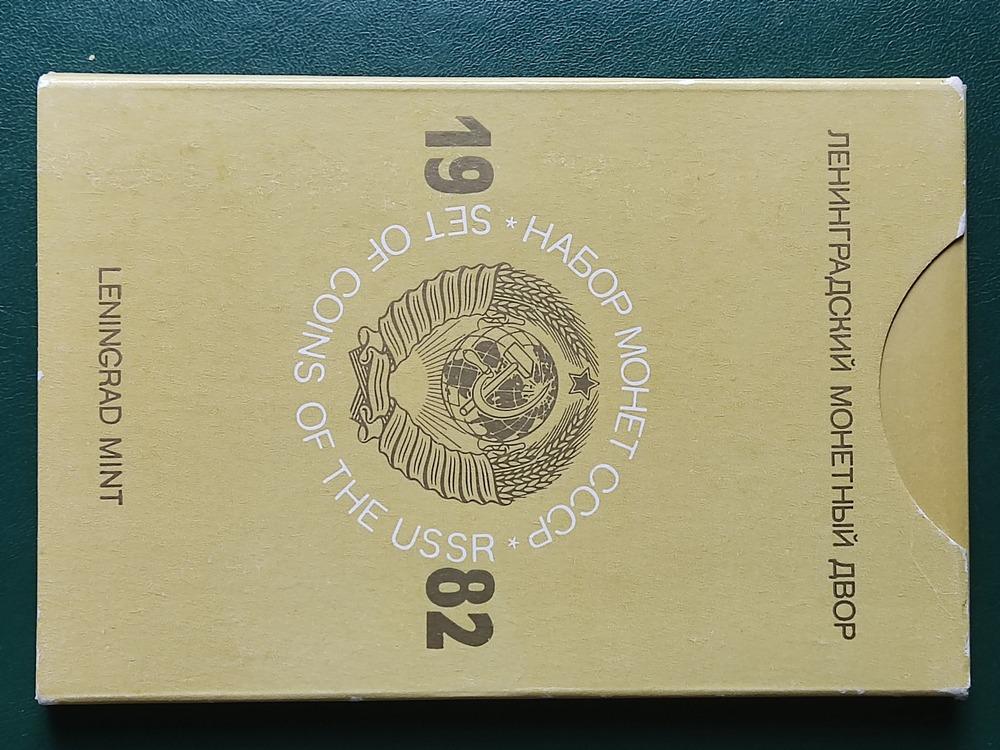 ЛЕНИНГРАДСКИЙ МОНЕТНЫЙ ДВОР
* НАБОР МОНЕТ СССР *
19 82
SET OF COINS OF THE USSR
LENINGRAD MINT